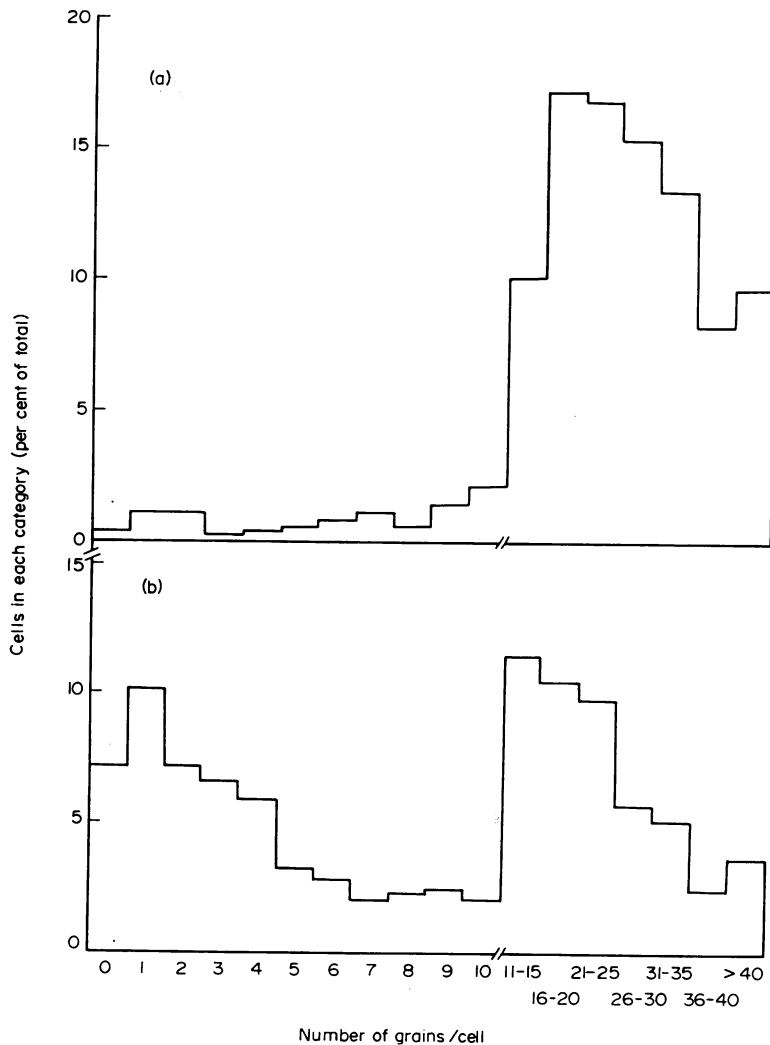 20
(a)
15
10
5
0
15
(b)
10
5
0
Cells in each category (per cent of total)
0 1 2 3 4 5 6 7 8 9 10 11-15 21-25 31-35 >40
16-20 26-30 36-40
Number of grains/cell